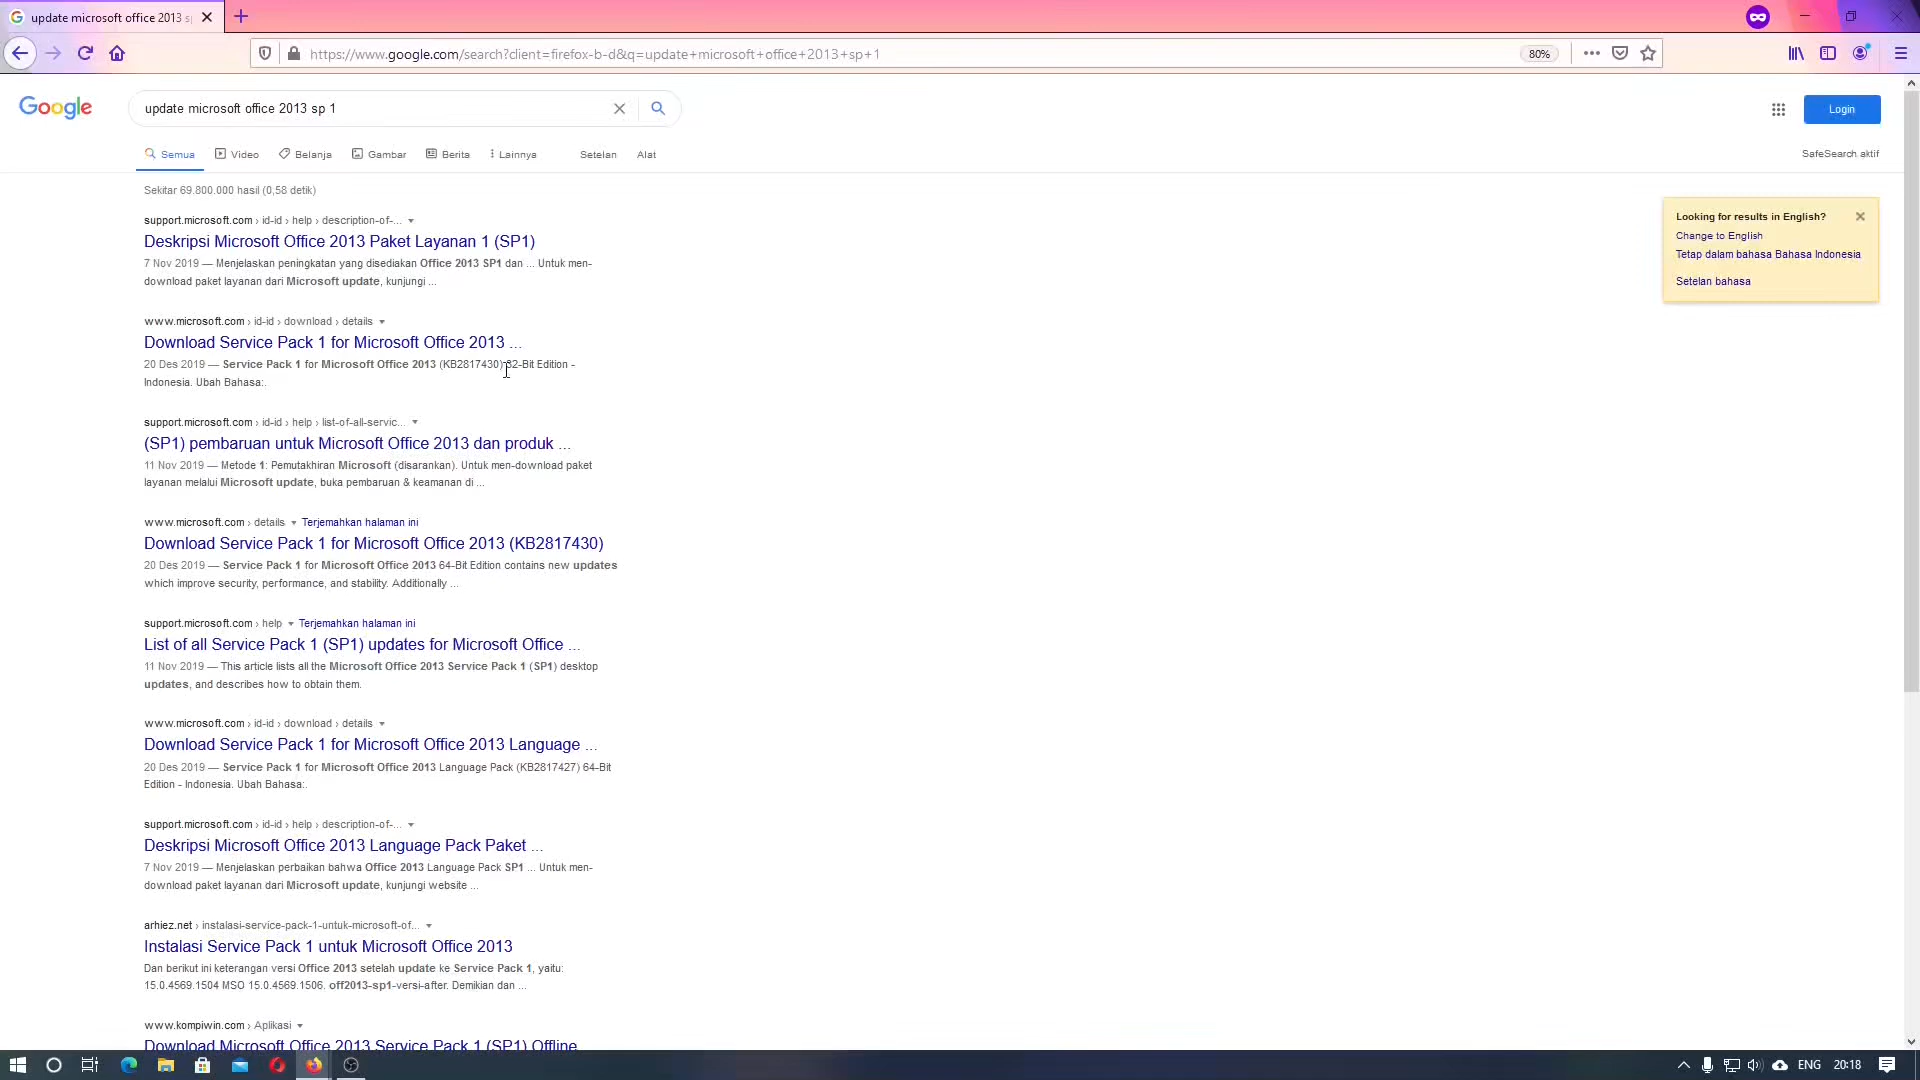 update microsoft office 2013 s
https://www.google.com/search?client=firefox-b-d&q=update+microsoft+office+2013+sp+1
80%
Google
update microsoft office 2013 sp 1
Login
Semua
Video
Belanja
Gambar
Berita
Lainnya
Setelan
Alat
SafeSearch aktif
Sekitar 69.800.000 hasil (0,58 detik)
Looking for results in English?
Change to English
Tetap dalam bahasa Bahasa Indonesia
Setelan bahasa
support.microsoft.com › id-id › help › description-of-...
Deskripsi Microsoft Office 2013 Paket Layanan 1 (SP1)
7 Nov 2019 — Menjelaskan peningkatan yang disediakan Office 2013 SP1 dan ... Untuk men-
download paket layanan dari Microsoft update, kunjungi ...
www.microsoft.com › id-id › download › details
Download Service Pack 1 for Microsoft Office 2013 ...
20 Des 2019 — Service Pack 1 for Microsoft Office 2013 (KB2817430) 32-Bit Edition -
Indonesia. Ubah Bahasa:.
support.microsoft.com › id-id › help › list-of-all-servic...
(SP1) pembaruan untuk Microsoft Office 2013 dan produk ...
11 Nov 2019 — Metode 1: Pemutakhiran Microsoft (disarankan). Untuk men-download paket
layanan melalui Microsoft update, buka pembaruan & keamanan di ...
www.microsoft.com › details Terjemahkan halaman ini
Download Service Pack 1 for Microsoft Office 2013 (KB2817430)
20 Des 2019 — Service Pack 1 for Microsoft Office 2013 64-Bit Edition contains new updates
which improve security, performance, and stability. Additionally ...
support.microsoft.com › help Terjemahkan halaman ini
List of all Service Pack 1 (SP1) updates for Microsoft Office ...
11 Nov 2019 — This article lists all the Microsoft Office 2013 Service Pack 1 (SP1) desktop
updates, and describes how to obtain them.
www.microsoft.com › id-id › download › details
Download Service Pack 1 for Microsoft Office 2013 Language ...
20 Des 2019 — Service Pack 1 for Microsoft Office 2013 Language Pack (KB2817427) 64-Bit
Edition - Indonesia. Ubah Bahasa:.
support.microsoft.com › id-id › help › description-of-...
Deskripsi Microsoft Office 2013 Language Pack Paket ...
7 Nov 2019 — Menjelaskan perbaikan bahwa Office 2013 Language Pack SP1 ... Untuk men-
download paket layanan dari Microsoft update, kunjungi website ...
arhiez.net › instalasi-service-pack-1-untuk-microsoft-of...
Instalasi Service Pack 1 untuk Microsoft Office 2013
Dan berikut ini keterangan versi Office 2013 setelah update ke Service Pack 1, yaitu:
15.0.4569.1504 MSO 15.0.4569.1506. off2013-sp1-versi-after. Demikian dan ...
www.kompiwin.com › Aplikasi
Download Microsoft Office 2013 Service Pack 1 (SP1) Offline
ENG
20:18